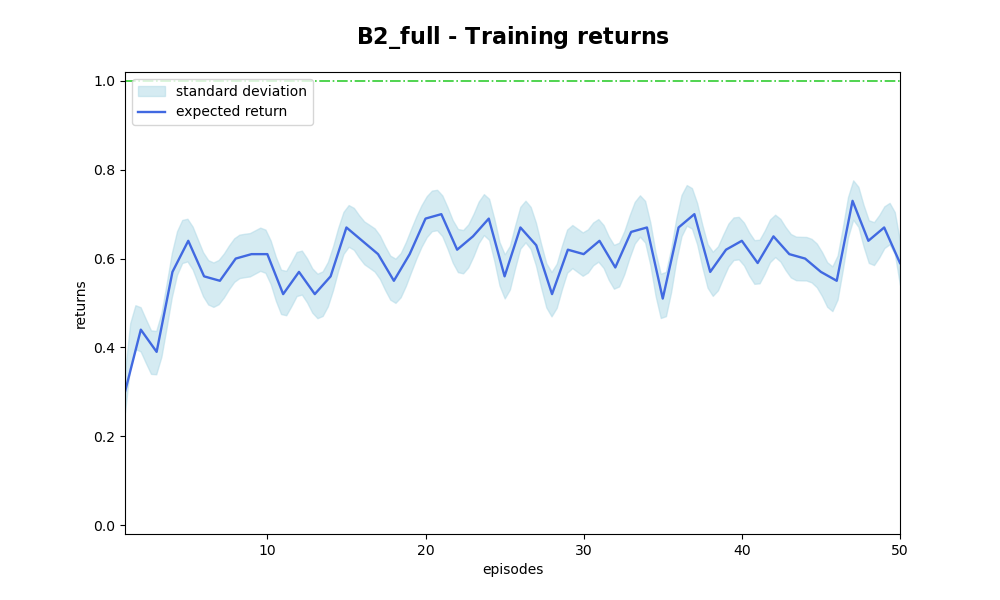 B2_full - Training returns
1.0
0.8
0.6
0.4
0.2
0.0
returns
standard deviation
expected return
10
20
30
40
50
episodes